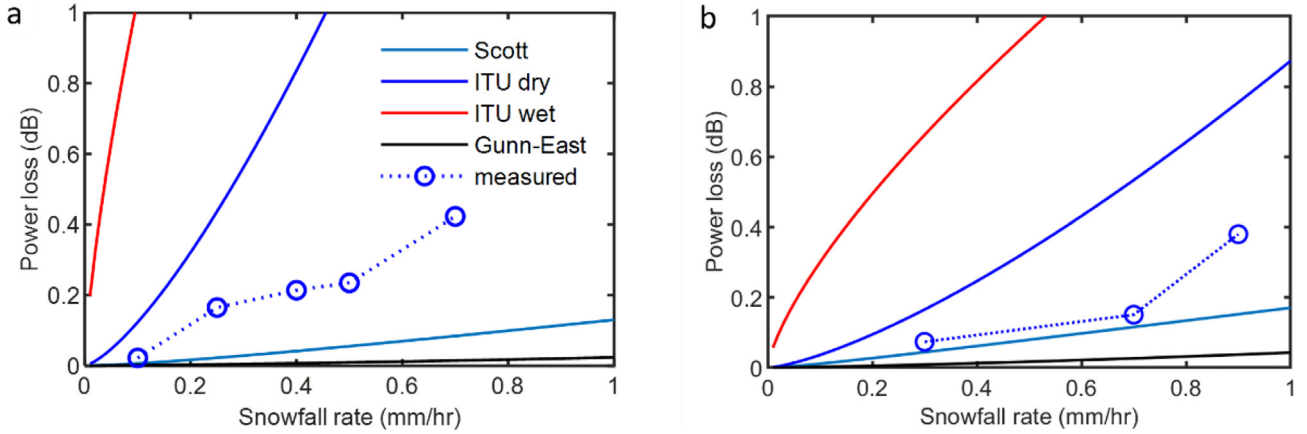 a
1
0.8
0.6
0.4
0.2
0
Power loss (dB)
Scott
ITU dry
ITU wet
Gunn-East
measured
0 0.2 0.4 0.6 0.8 1
Snowfall rate (mm/hr)
b
1
0.8
0.6
0.4
0.2
0
Power loss (dB)
0.2 0.4 0.6 0.8 1
Snowfall rate (mm/hr)